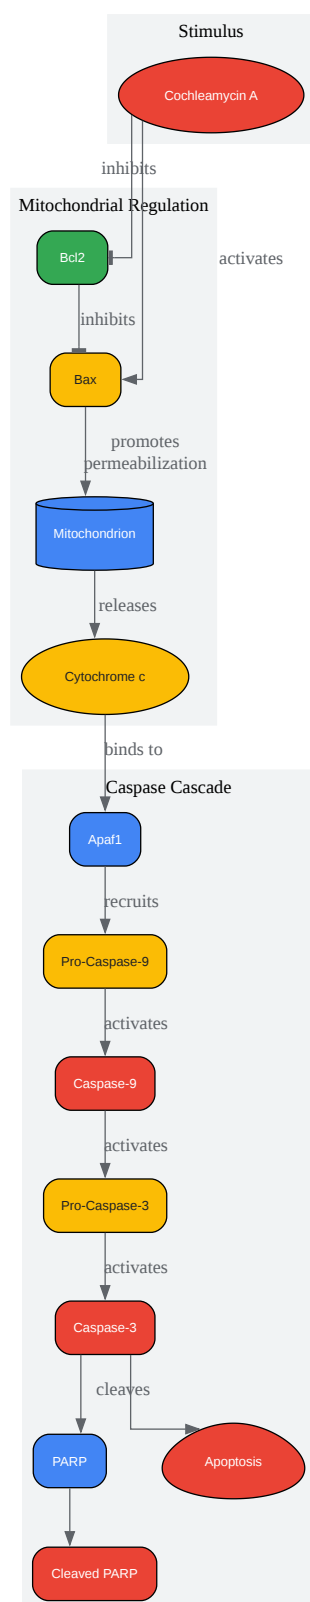 Stimulus
Cochleamycin A
inhibits
Mitochondrial Regulation
Bcl2
activates
inhibits
Bax
promotes
permeabilization
Mitochondrion
releases
Cytochrome c
binds to
Caspase Cascade
Apaf1
recruits
Pro-Caspase-9
activates
Caspase-9
activates
Pro-Caspase-3
activates
Caspase-3
cleaves
PARP
Apoptosis
Cleaved PARP